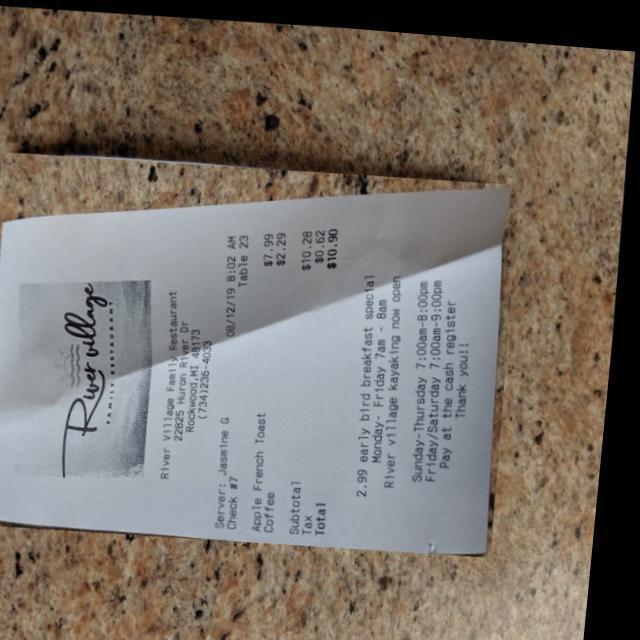 River village
FAMILY RESTAURANT
River Village Family Restaurant
22825 Huron River Dr
Rockwood MI 48173
(734)236-4023
08/12/19 8:02 AM
Server: Jasmine G Table 23
Check #7
Apple French Toast $7.99
Coffee $2.29
Subtotal $10.28
Tax $0.62
Total $10.90
2.99 early bird breakfast special
Monday- Friday 7am - 8am
River village kayaking now open
Sunday-Thursday 7:00am-8:00pm
Friday/Saturday 7:00am-9:00pm
Pay at the cash register
Thank you!!